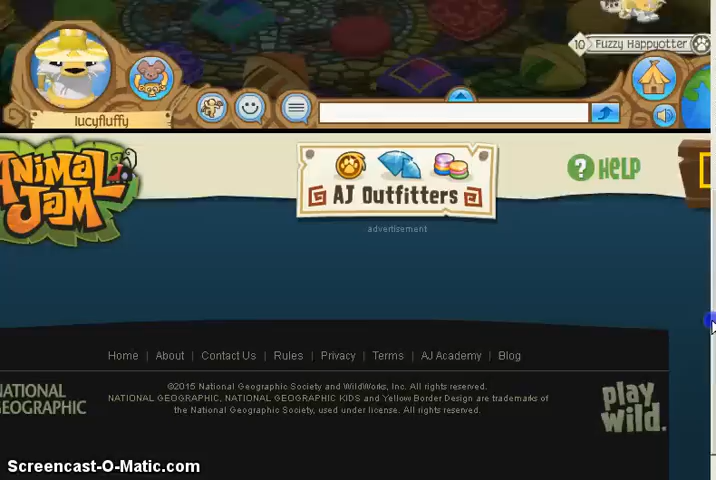 10 Fuzzy Happyotter
lucyfluffy
ANIMAL JAM
AJ Outfitters
? HELP
advertisement
Home | About | Contact Us | Rules | Privacy | Terms | AJ Academy | Blog
©2015 National Geographic Society and WildWorks, Inc. All rights reserved.
NATIONAL GEOGRAPHIC, NATIONAL GEOGRAPHIC KIDS and Yellow Border Design are trademarks of
the National Geographic Society, used under license. All rights reserved.
NATIONAL
GEOGRAPHIC
play
wild.
Screencast-O-Matic.com